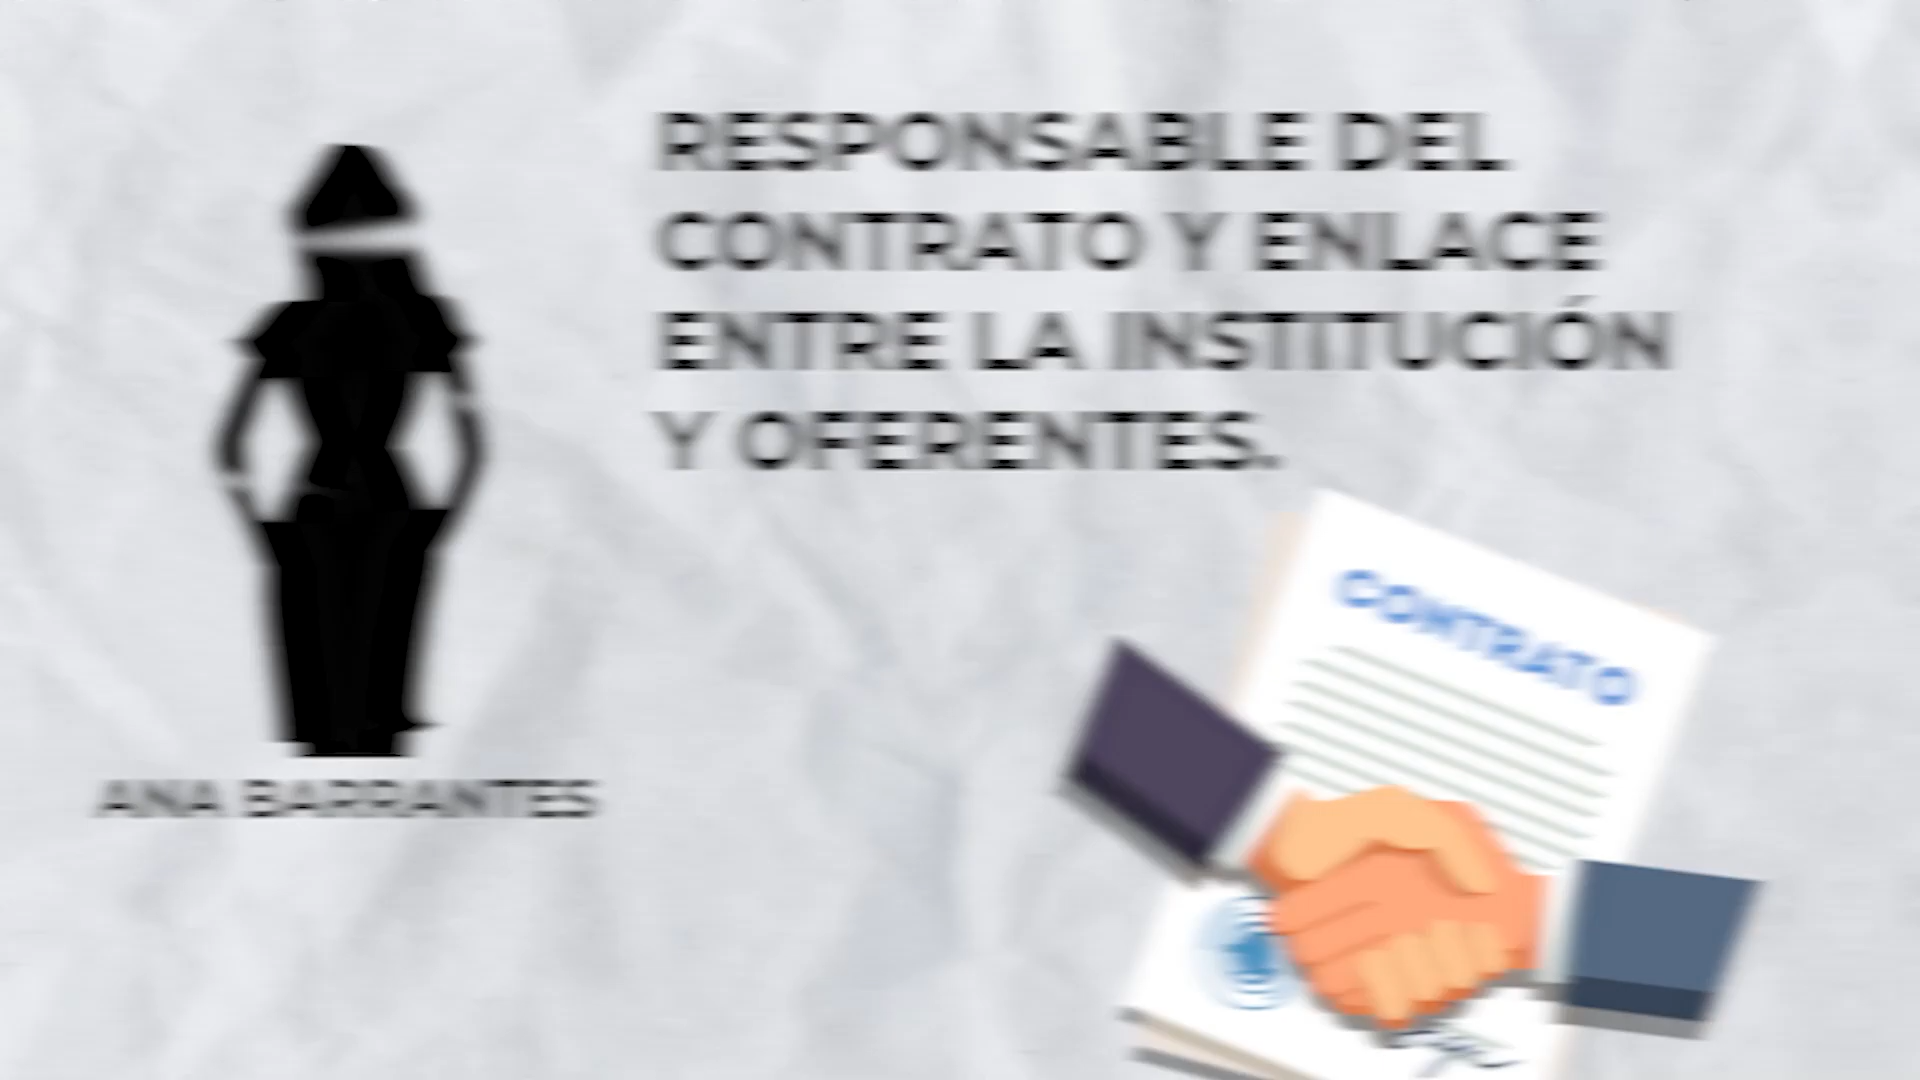 RESPONSABLE DEL
CONTRATO Y ENLACE
ENTRE LA INSTITUCIÓN
Y OFERENTES.
CONTRATO
ANA BARRANTES